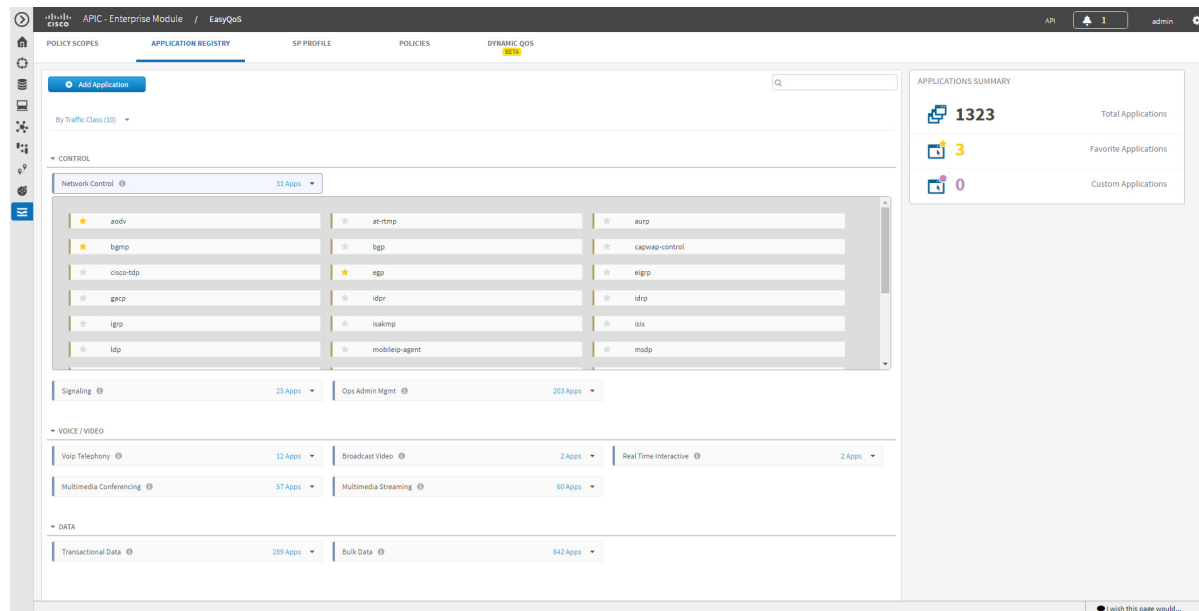 CISCO APIC - Enterprise Module / EasyQoS API 1 admin
POLICY SCOPES APPLICATION REGISTRY SP PROFILE POLICIES DYNAMIC QOS
BETA
Add Application
By Traffic Class (10)
CONTROL
Network Control 31 Apps
aodv at-rtmp aurp
bgmp bgp capwap-control
cisco-tdp egp eigrp
gacp idpr idrp
igrp isakmp isis
ldp mobileip-agent msdp
Signaling 25 Apps Ops Admin Mgmt 203 Apps
VOICE / VIDEO
Voip Telephony 12 Apps Broadcast Video 2 Apps Real Time Interactive 2 Apps
Multimedia Conferencing 57 Apps Multimedia Streaming 60 Apps
DATA
Transactional Data 289 Apps Bulk Data 642 Apps
APPLICATIONS SUMMARY
1323 Total Applications
3 Favorite Applications
0 Custom Applications
I wish this page would...